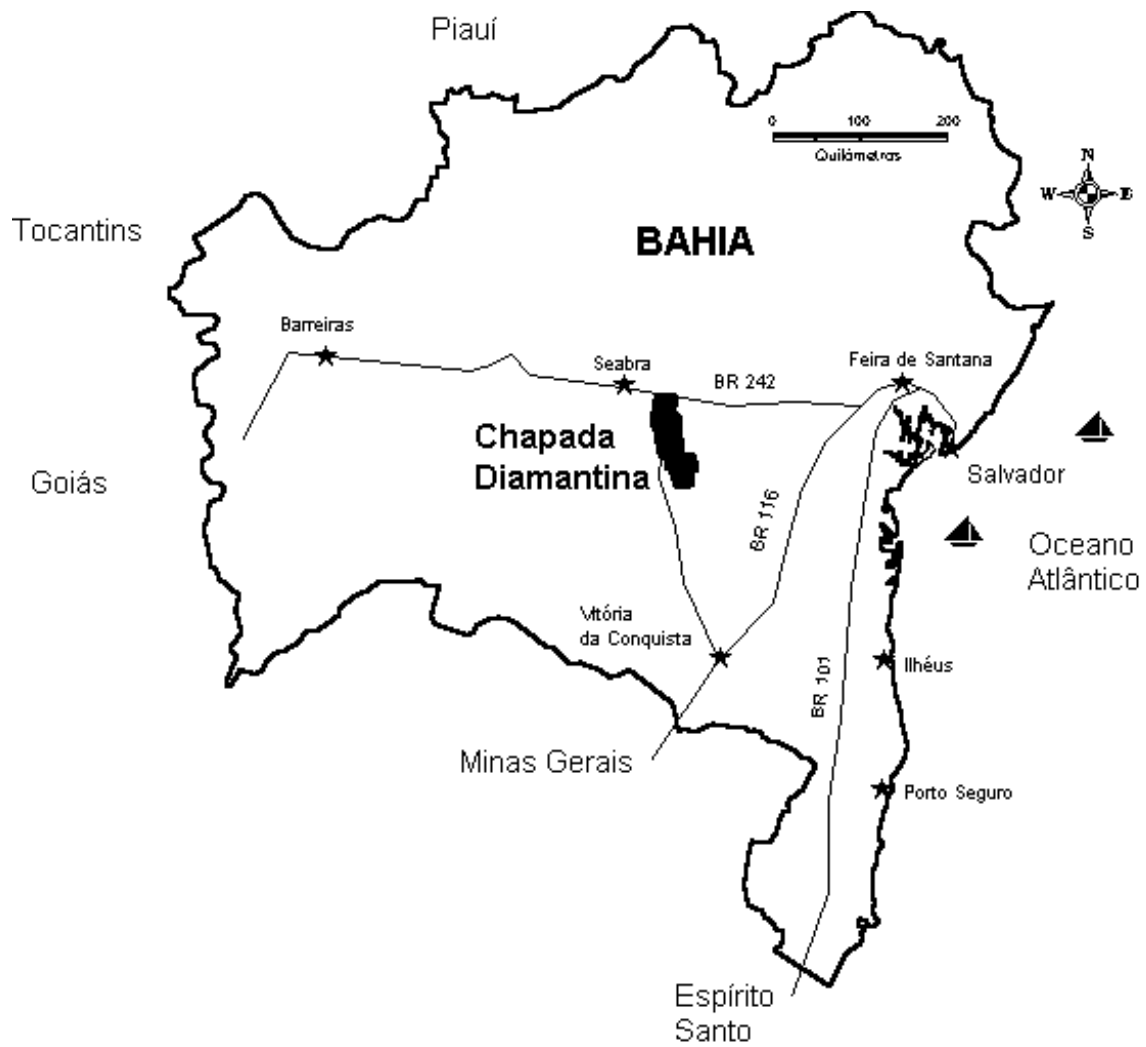 Piauí
0 100 200
Quilômetros
N
W E
S
Tocantins
BAHIA
Barreiras
Seabra
Feira de Santana
BR 242
Chapada
Diamantina
Goiás
Salvador
BR 116
Oceano
Atlântico
Vitória
da Conquista
Ilhéus
BR 101
Minas Gerais
Porto Seguro
Espírito
Santo